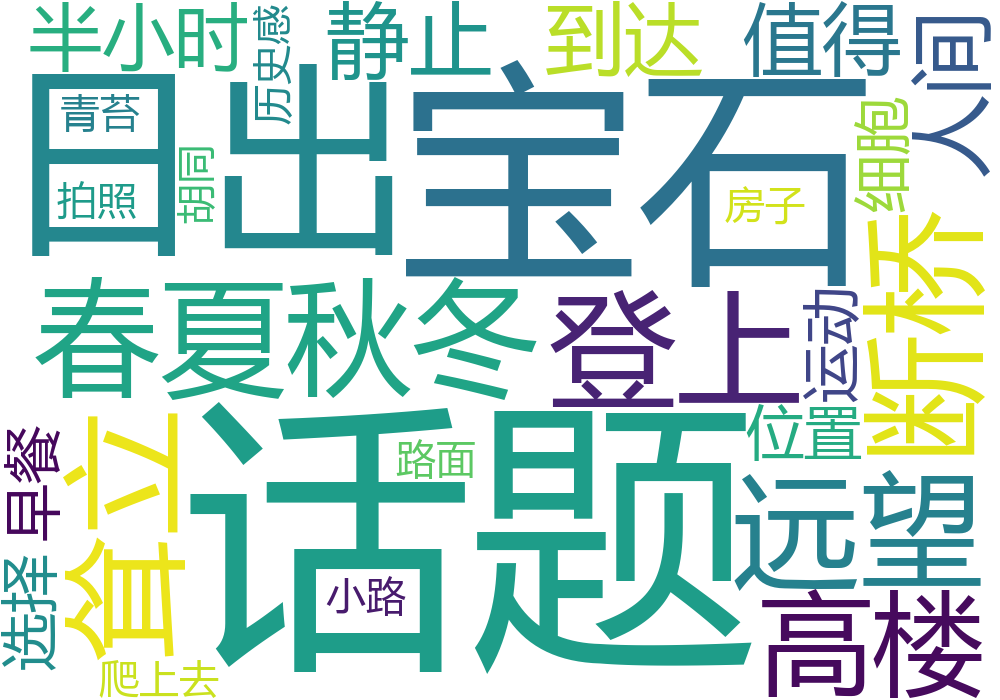 半小时
历史感
静止
到达
值得
人间
日出
宝石
青苔
拍照
胡同
房子
细胞
断桥
春夏秋冬
登上
运动
位置
耸立
早餐
话题
路面
远望
选择
小路
高楼
爬上去